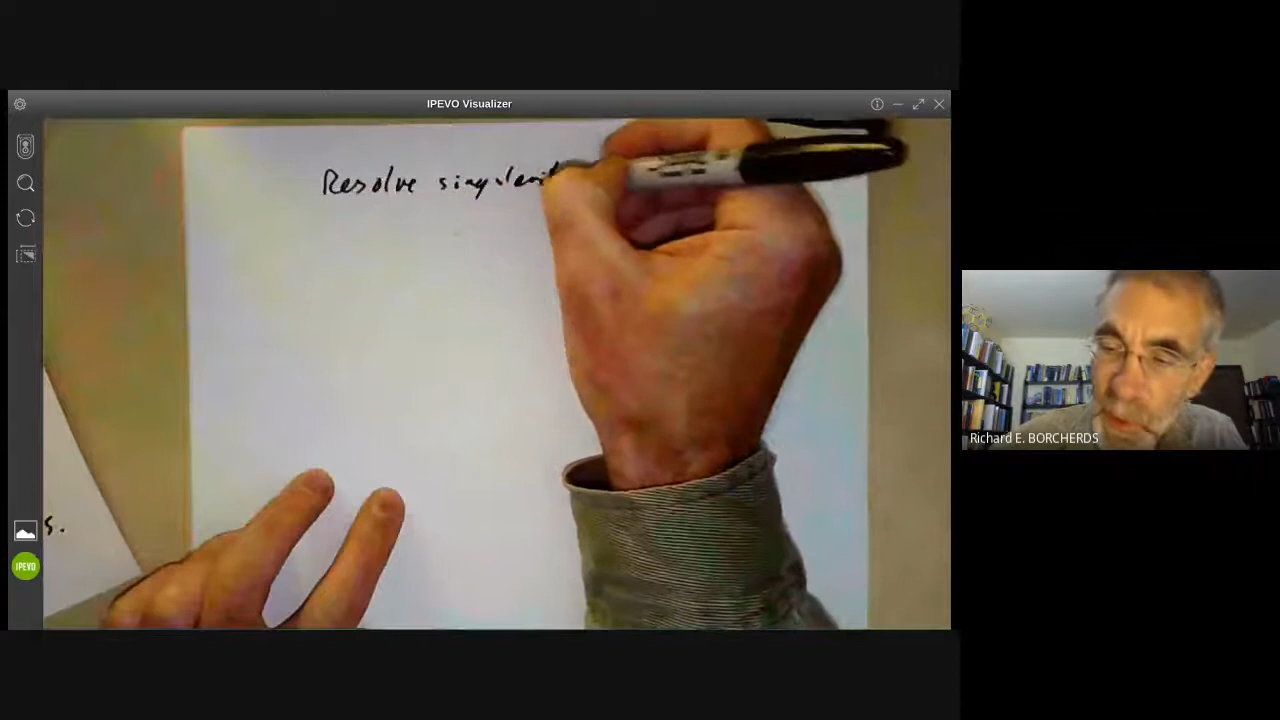 IPEVO Visualizer
Resolve
s.
IPEVO
Richard E. BORCHERDS